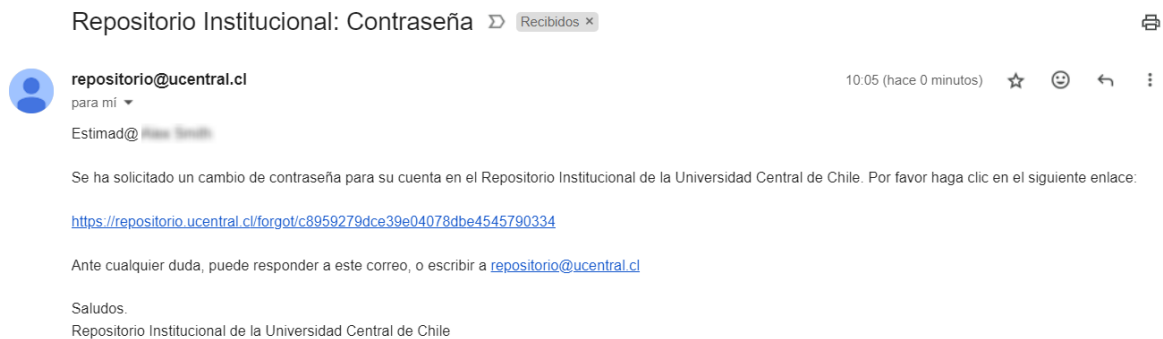 Repositorio Institucional: Contraseña Recibidos ×
repositorio@ucentral.cl 10:05 (hace 0 minutos)
para mí
Estimad@
Se ha solicitado un cambio de contraseña para su cuenta en el Repositorio Institucional de la Universidad Central de Chile. Por favor haga clic en el siguiente enlace:
https://repositorio.ucentral.cl/forgot/c8959279dce39e04078dbe4545790334
Ante cualquier duda, puede responder a este correo, o escribir a repositorio@ucentral.cl
Saludos.
Repositorio Institucional de la Universidad Central de Chile